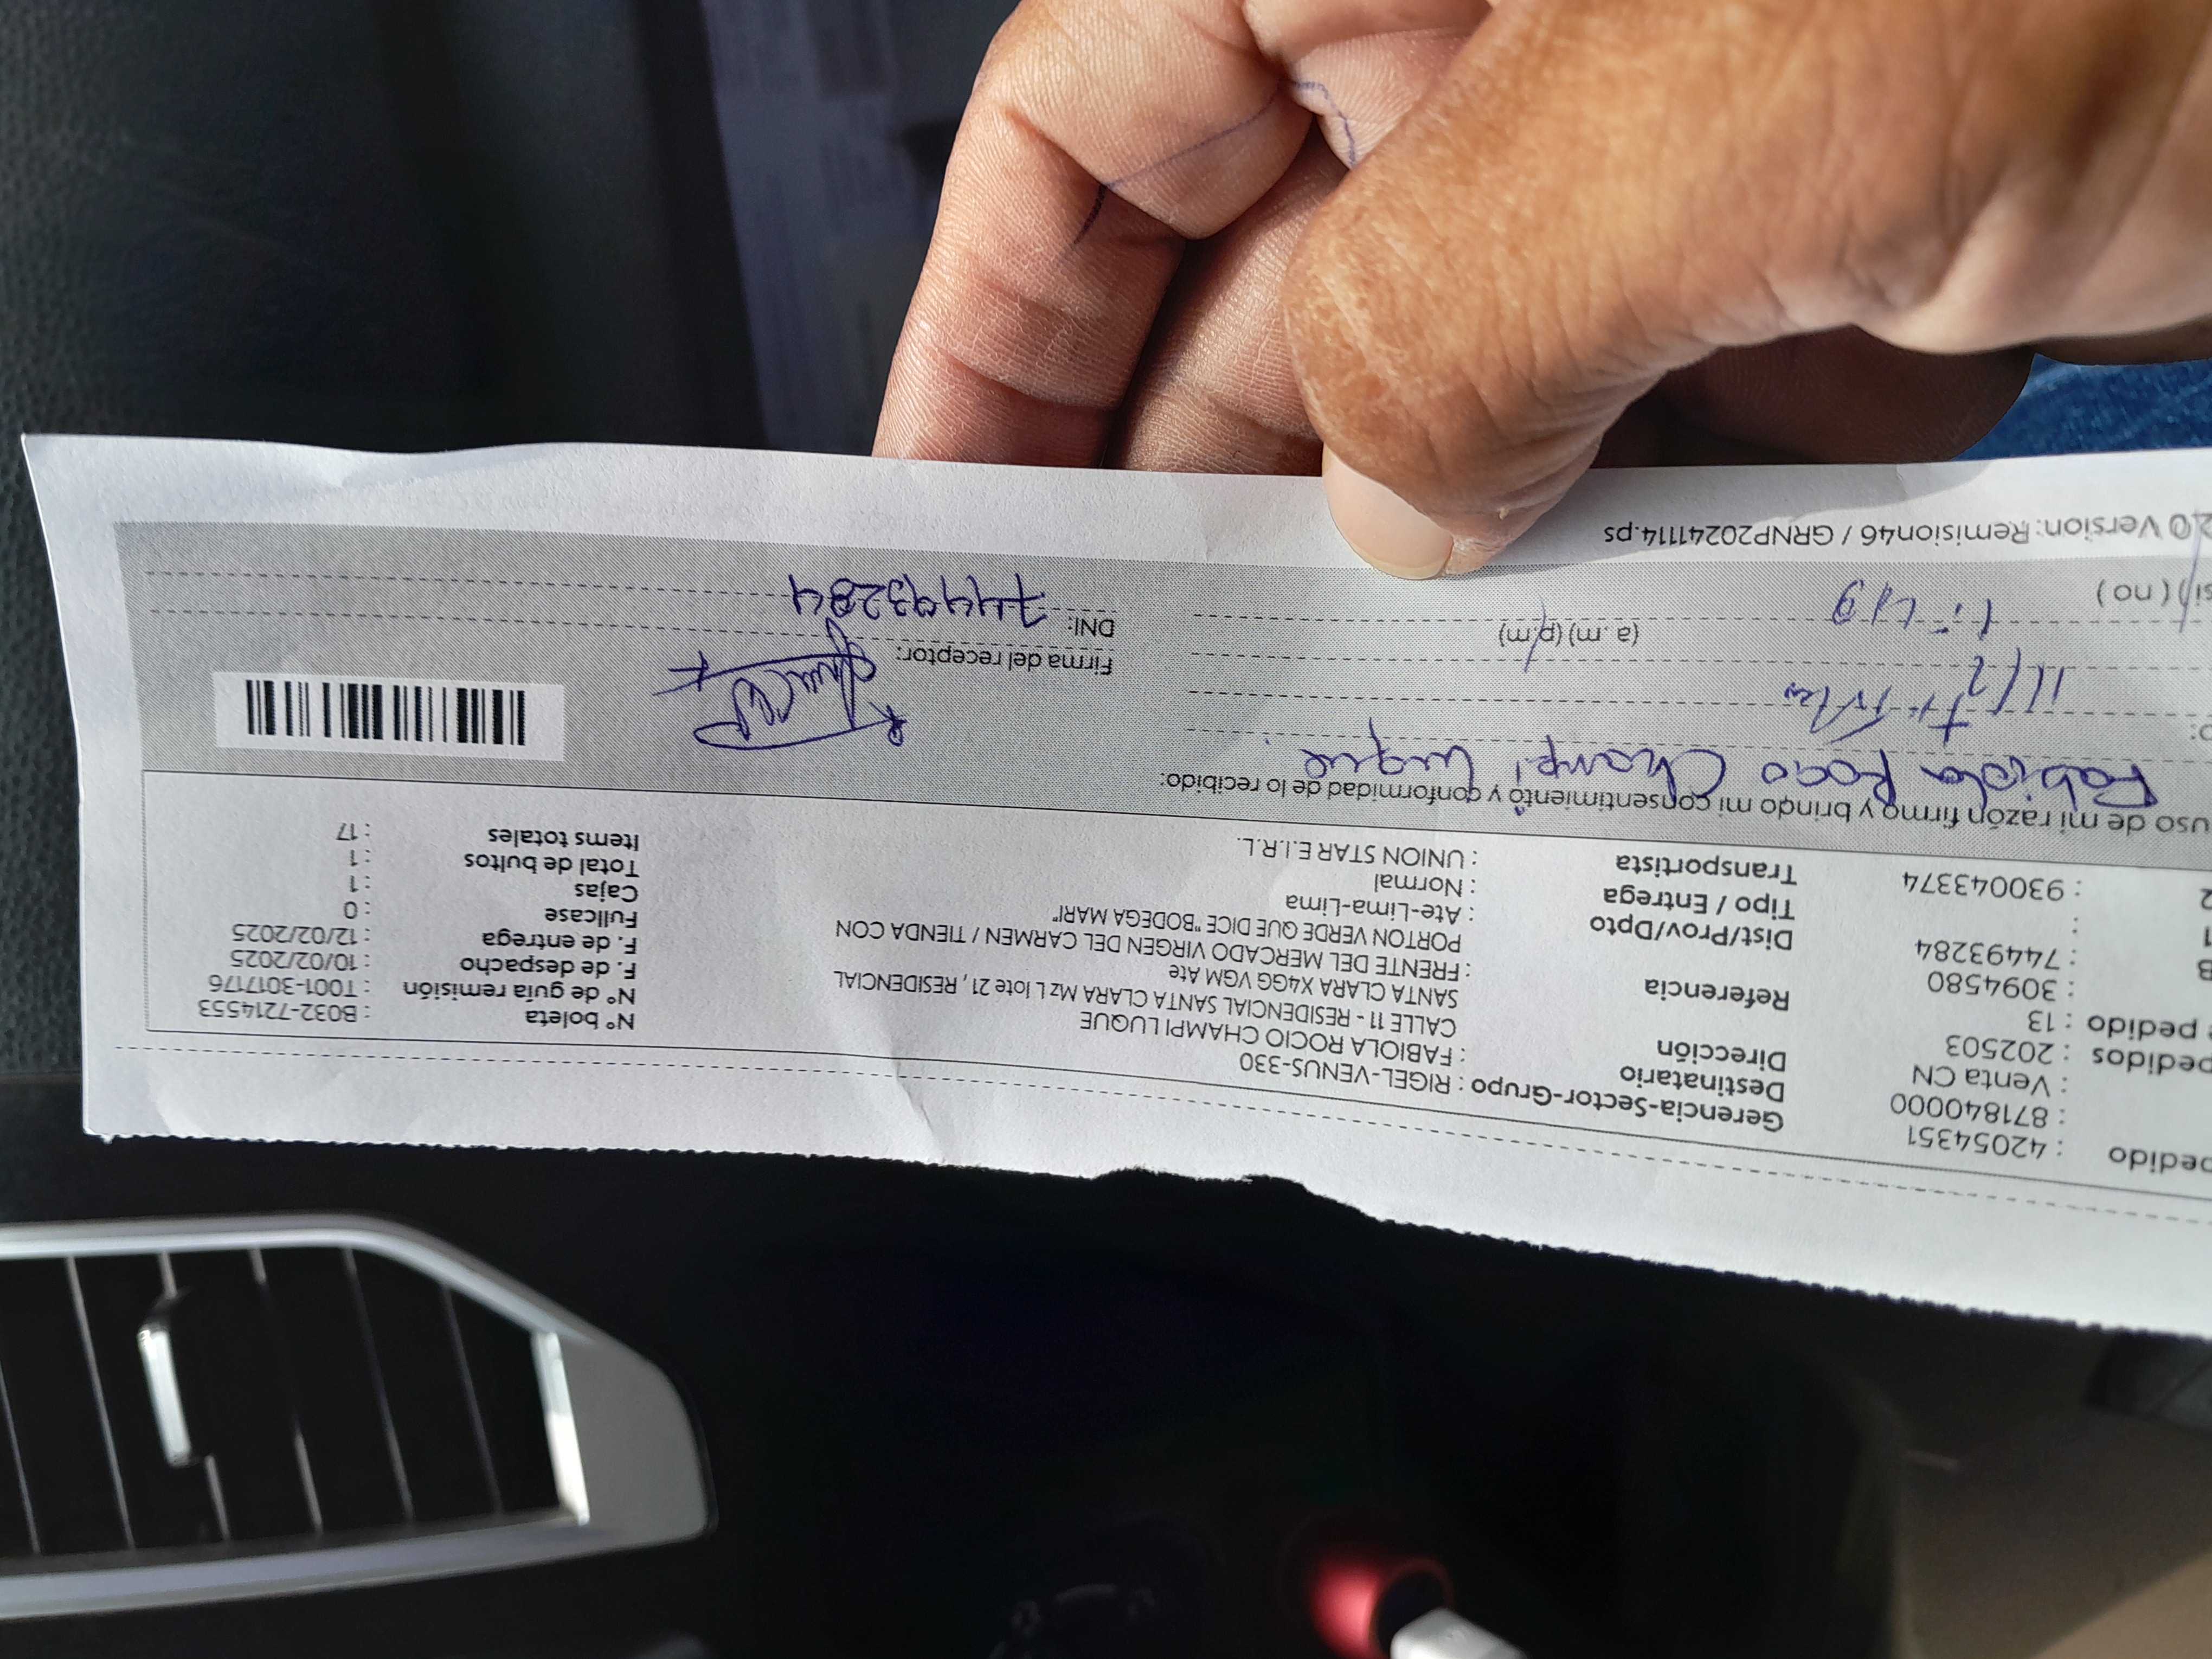 pedido : 42054351
: 871840000
: Venta CN
pedidos : 202503
pedido : 13
: 3094580
: 74493284
:
: 930043374
Gerencia-Sector-Grupo : RIGEL-VENUS-330
Destinatario : FABIOLA ROCIO CHAMPI LUQUE
Dirección CALLE 11 - RESIDENCIAL SANTA CLARA Mz L lote 21, RESIDENCIAL
SANTA CLARA X4GG VGM Ate
Referencia : FRENTE DEL MERCADO VIRGEN DEL CARMEN / TIENDA CON
PORTON VERDE QUE DICE "BODEGA MARI"
Dist/Prov/Dpto : Ate-Lima-Lima
Tipo / Entrega : Normal
Transportista : UNION STAR E.I.R.L.
N° boleta : B032-7214553
N° de guía remisión : T001-3017176
F. de despacho : 10/02/2025
F. de entrega : 12/02/2025
Fullcase : 0
Cajas : 1
Total de bultos : 1
Items totales : 17
uso de mi razón firmo y brindo mi consentimiento y conformidad de lo recibido:
Fabiola Rocio Champi Luque
11/2
(a.m) (p.m)
si ) ( no )
Firma del receptor:
DNI: 74493284
0 Version: Remision46 / GRNP20241114.ps